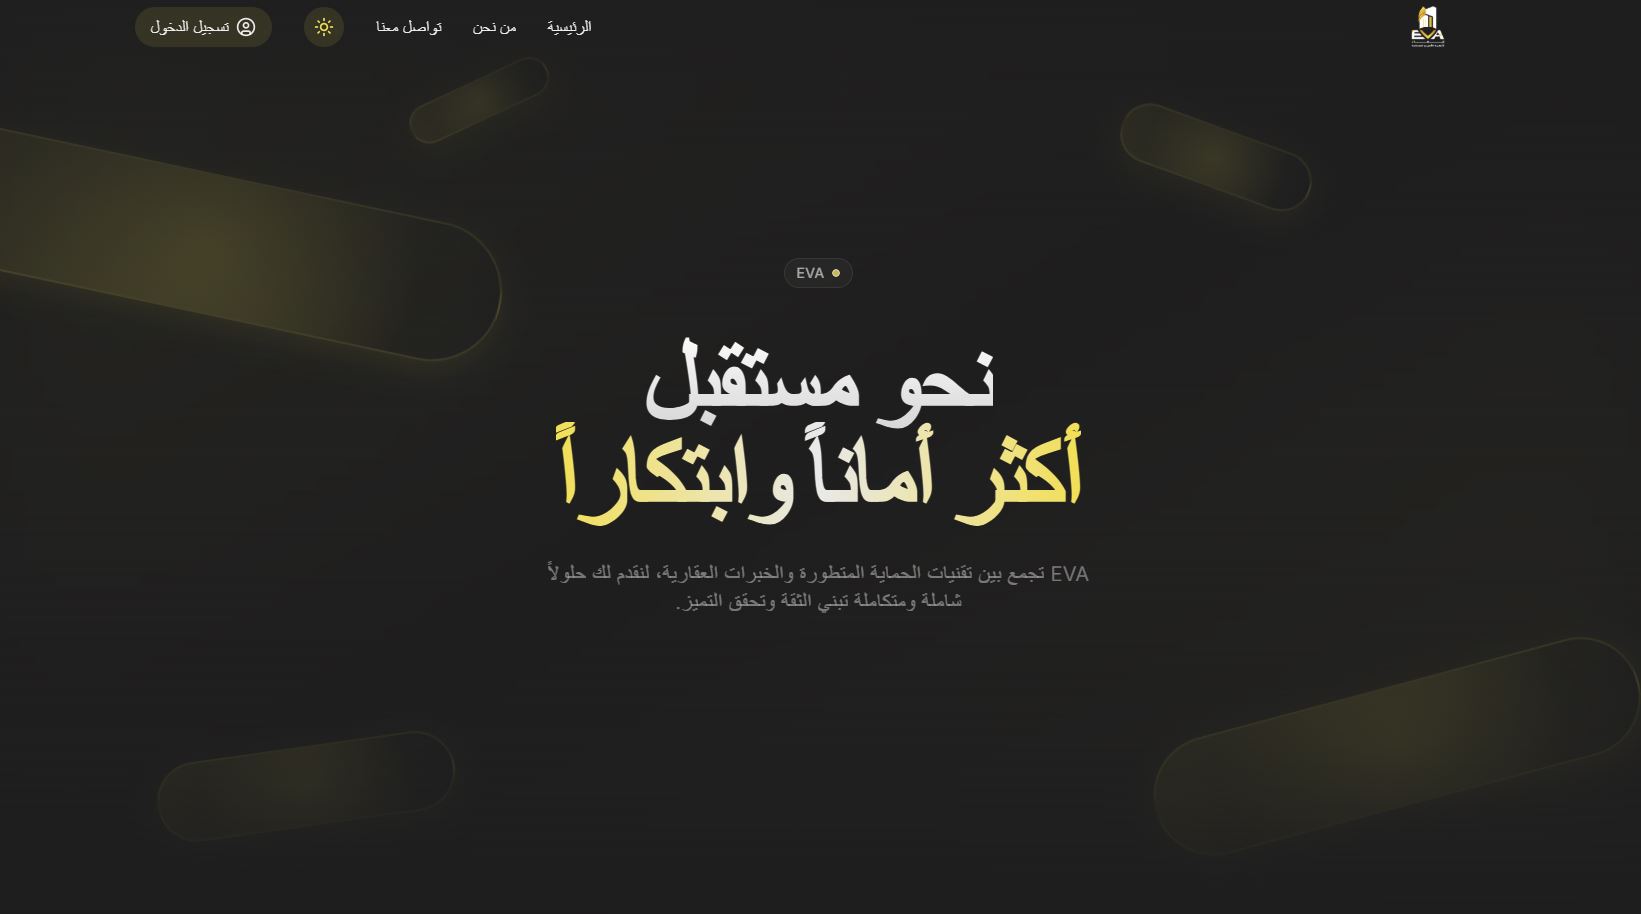 EVA
الرئيسية
من نحن
تواصل معنا
تسجيل الدخول
EVA
نحو مستقبل
أكثر أماناً وابتكاراً
EVA تجمع بين تقنيات الحماية المتطورة والخبرات العقارية، لنقدم لك حلولاً
شاملة ومتكاملة تبني الثقة وتحقق التميز.